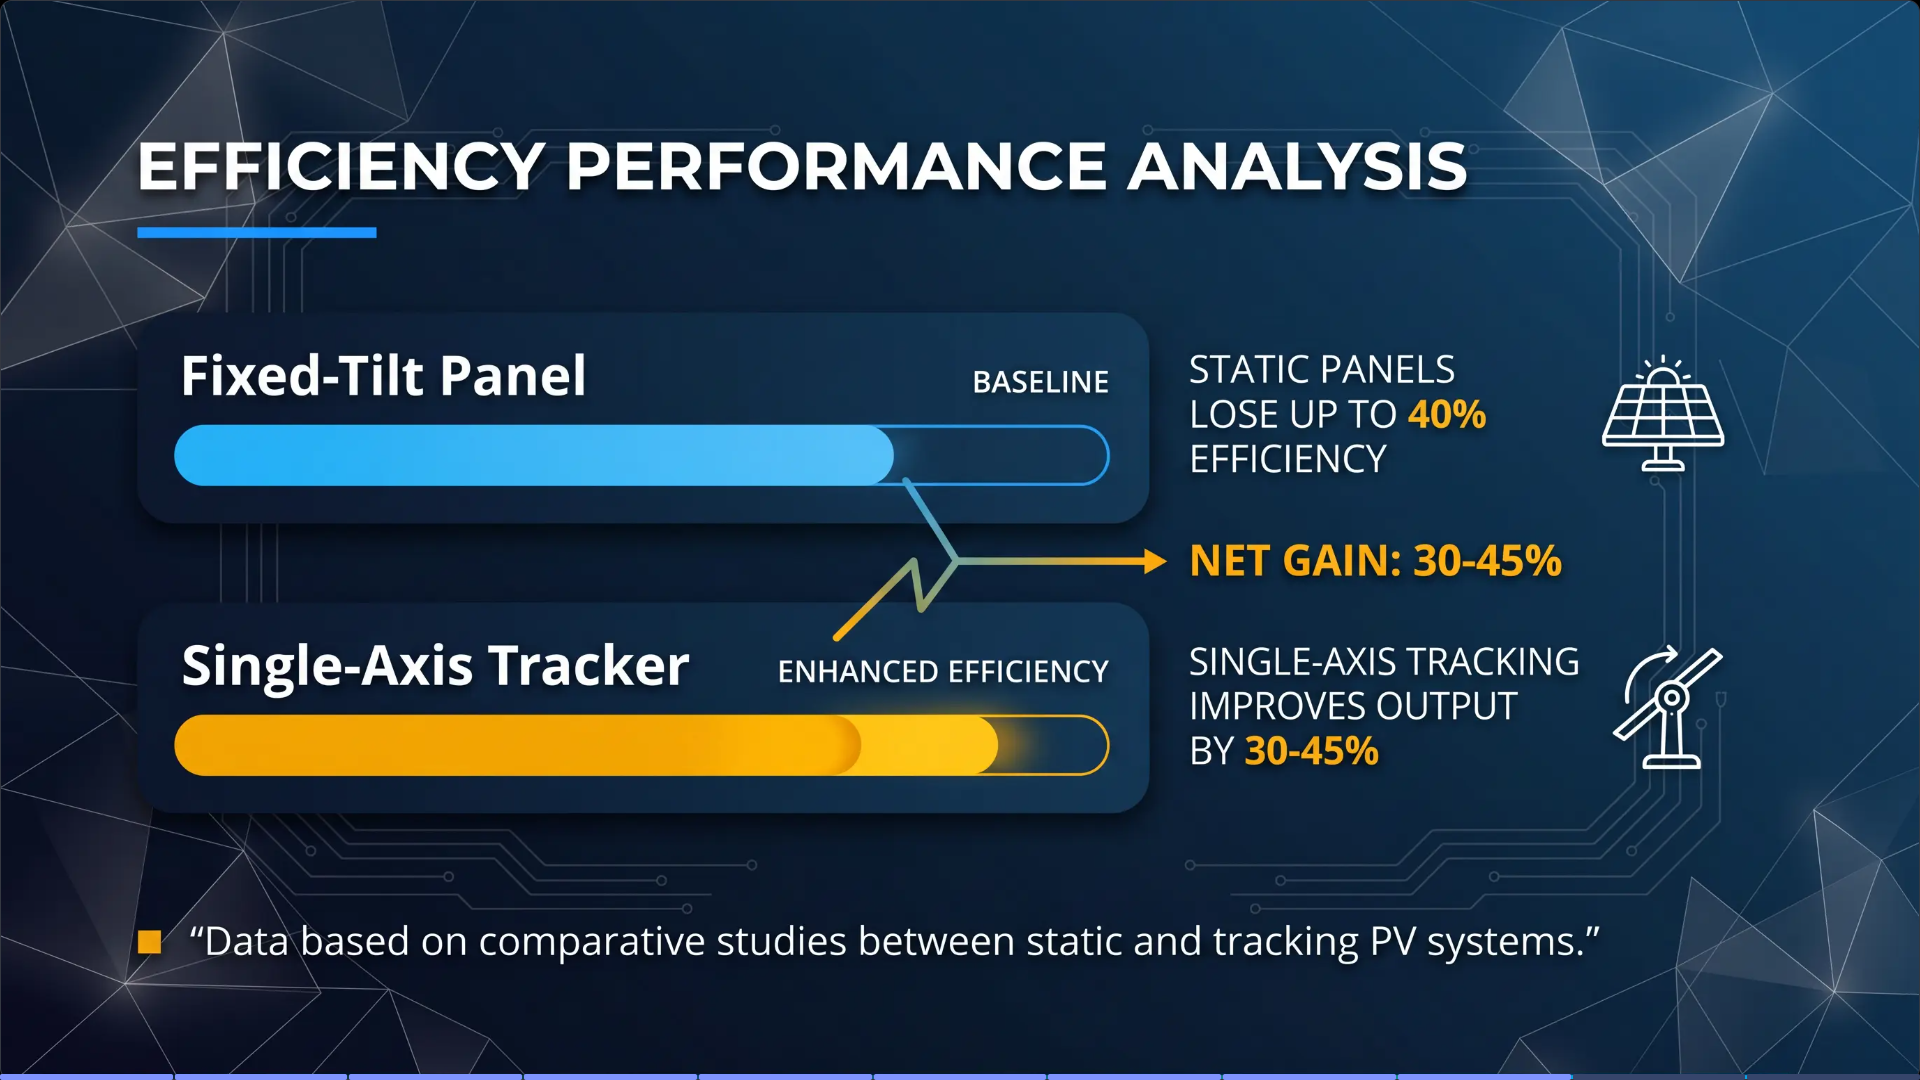 EFFICIENCY PERFORMANCE ANALYSIS
Fixed-Tilt Panel
BASELINE
STATIC PANELS
LOSE UP TO 40%
EFFICIENCY
NET GAIN: 30-45%
Single-Axis Tracker
ENHANCED EFFICIENCY
SINGLE-AXIS TRACKING
IMPROVES OUTPUT
BY 30-45%
“Data based on comparative studies between static and tracking PV systems.”